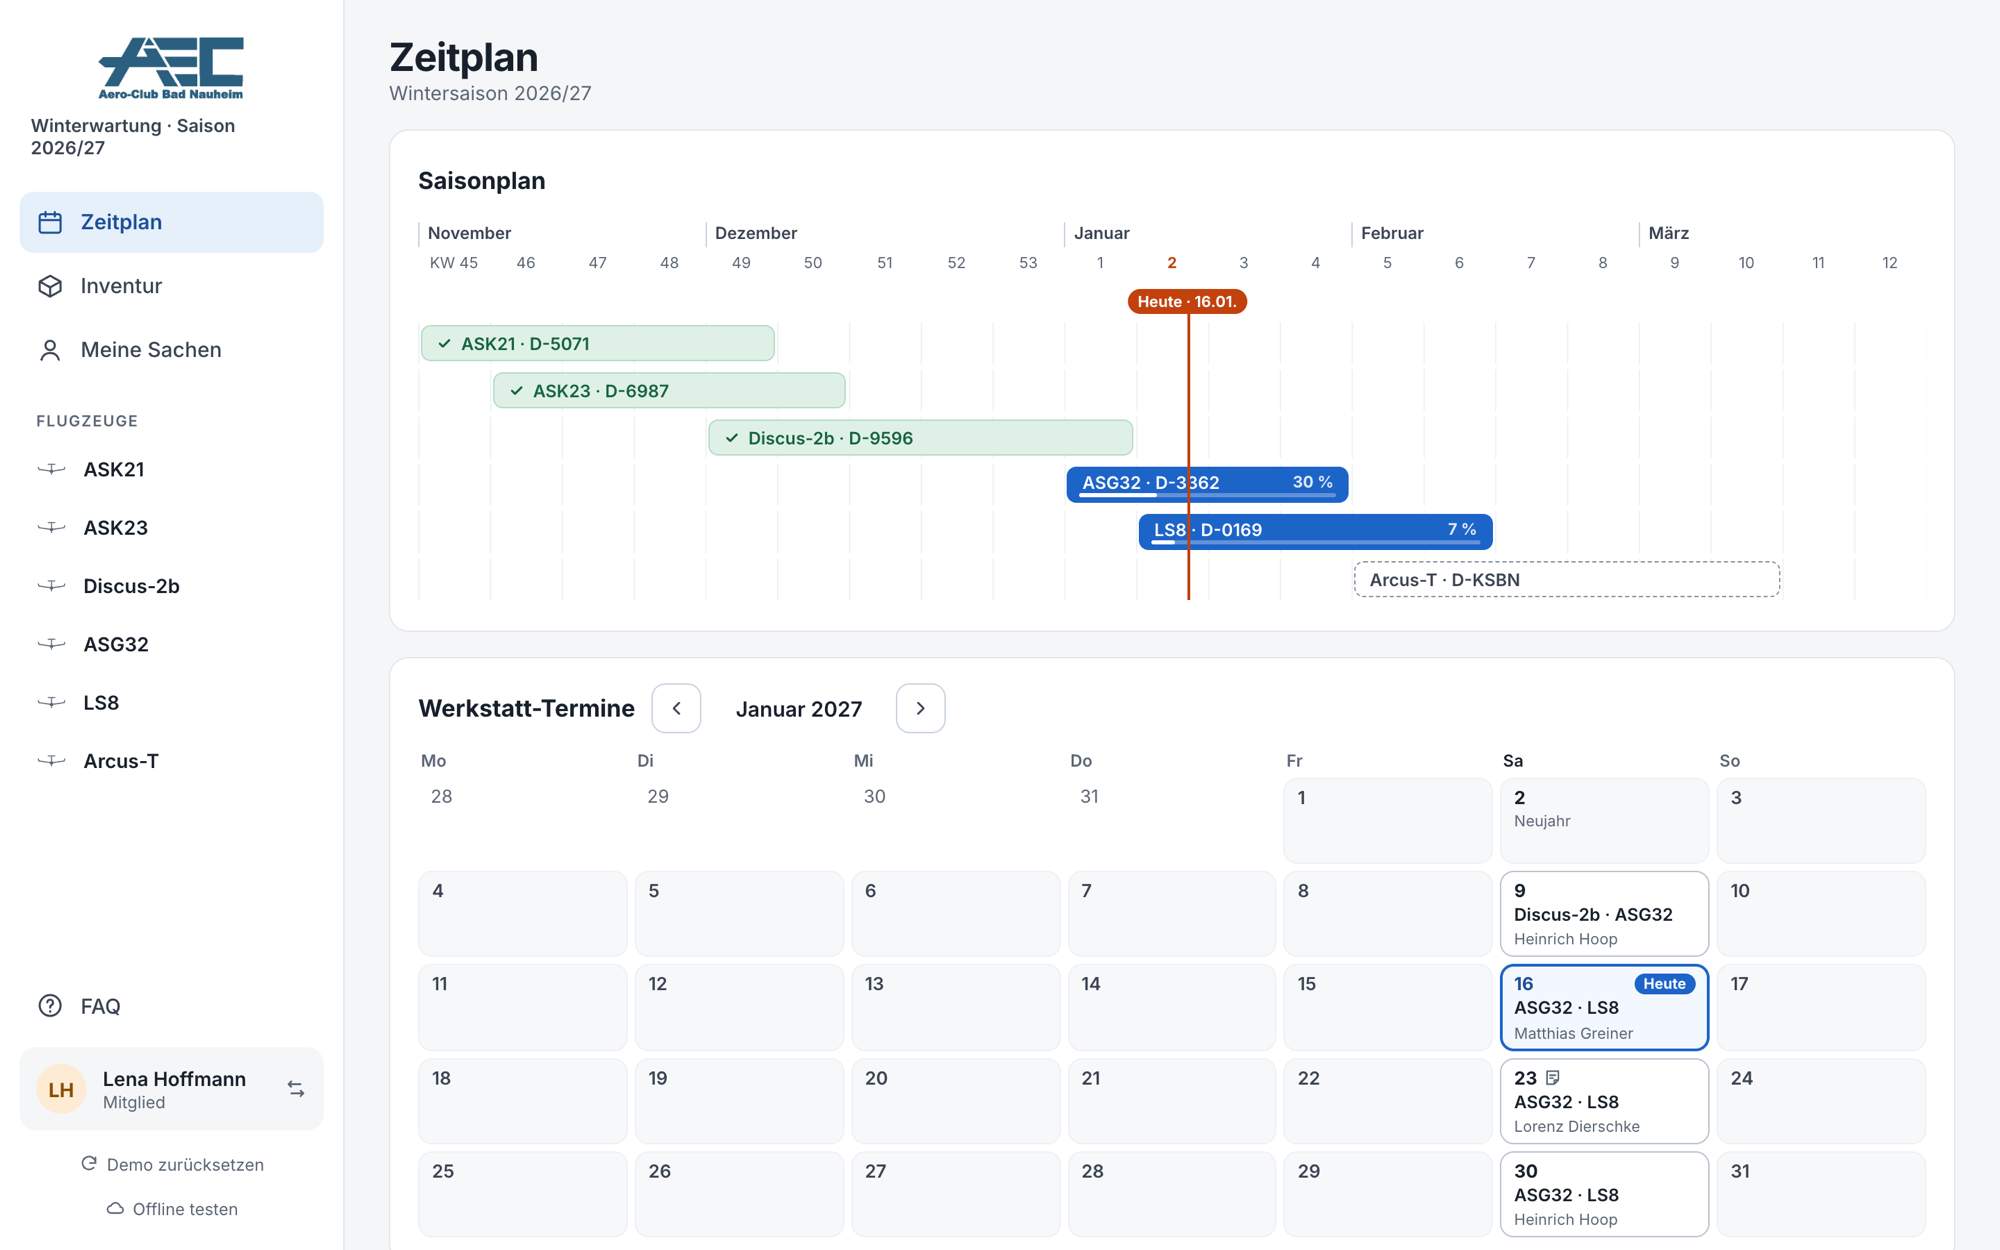 AEC
Aero-Club Bad Nauheim
Winterwartung · Saison
2026/27
Zeitplan
Inventur
Meine Sachen
FLUGZEUGE
ASK21
ASK23
Discus-2b
ASG32
LS8
Arcus-T
FAQ
LH
Lena Hoffmann
Mitglied
Demo zurücksetzen
Offline testen
Zeitplan
Wintersaison 2026/27
Saisonplan
November Dezember Januar Februar März
KW 45 46 47 48 49 50 51 52 53 1 2 3 4 5 6 7 8 9 10 11 12
Heute · 16.01.
ASK21 · D-5071
ASK23 · D-6987
Discus-2b · D-9596
ASG32 · D-3362 30 %
LS8 · D-0169 7 %
Arcus-T · D-KSBN
Werkstatt-Termine Januar 2027
Mo Di Mi Do Fr Sa So
28 29 30 31 1 2 3
Neujahr
4 5 6 7 8 9 10
Discus-2b · ASG32
Heinrich Hoop
11 12 13 14 15 16 Heute 17
ASG32 · LS8
Matthias Greiner
18 19 20 21 22 23 24
ASG32 · LS8
Lorenz Dierschke
25 26 27 28 29 30 31
ASG32 · LS8
Heinrich Hoop